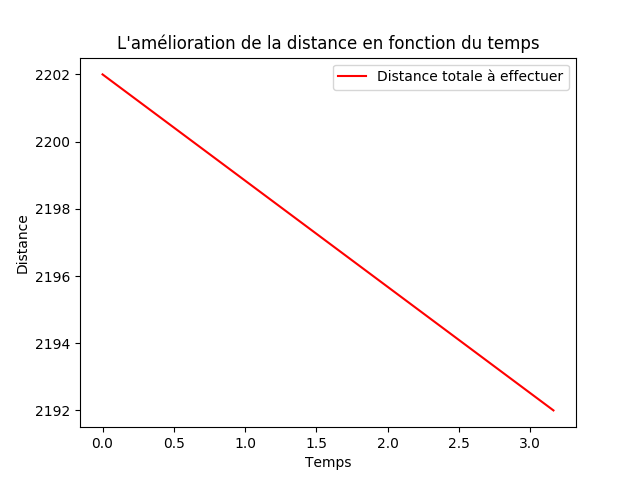 L'amélioration de la distance en fonction du temps
Distance totale à effectuer
2202
2200
2198
2196
2194
2192
Distance
0.0 0.5 1.0 1.5 2.0 2.5 3.0
Temps